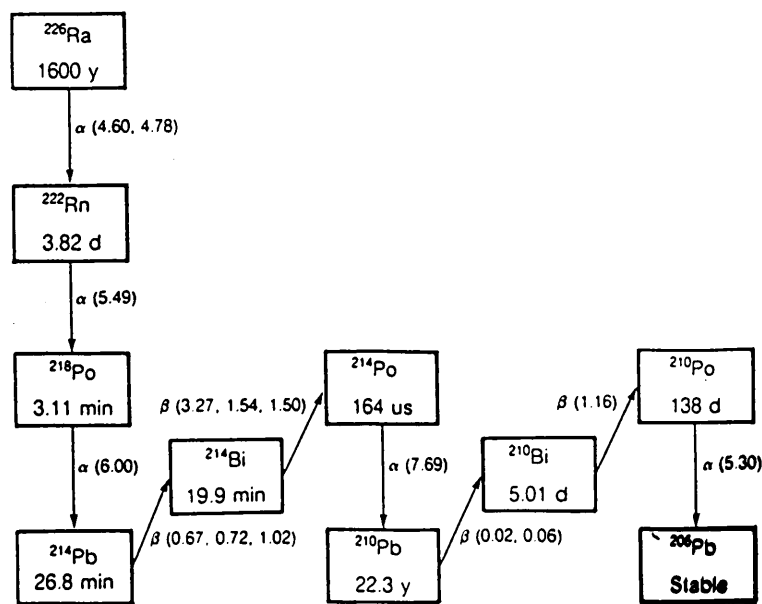 ²²⁶Ra
1600 y
α (4.60, 4.78)
²²²Rn
3.82 d
α (5.49)
²¹⁸Po
3.11 min
α (6.00)
²¹⁴Pb
26.8 min
β (0.67, 0.72, 1.02)
²¹⁴Bi
19.9 min
β (3.27, 1.54, 1.50)
²¹⁴Po
164 us
α (7.69)
²¹⁰Pb
22.3 y
β (0.02, 0.06)
²¹⁰Bi
5.01 d
β (1.16)
²¹⁰Po
138 d
α (5.30)
²⁰⁶Pb
Stable